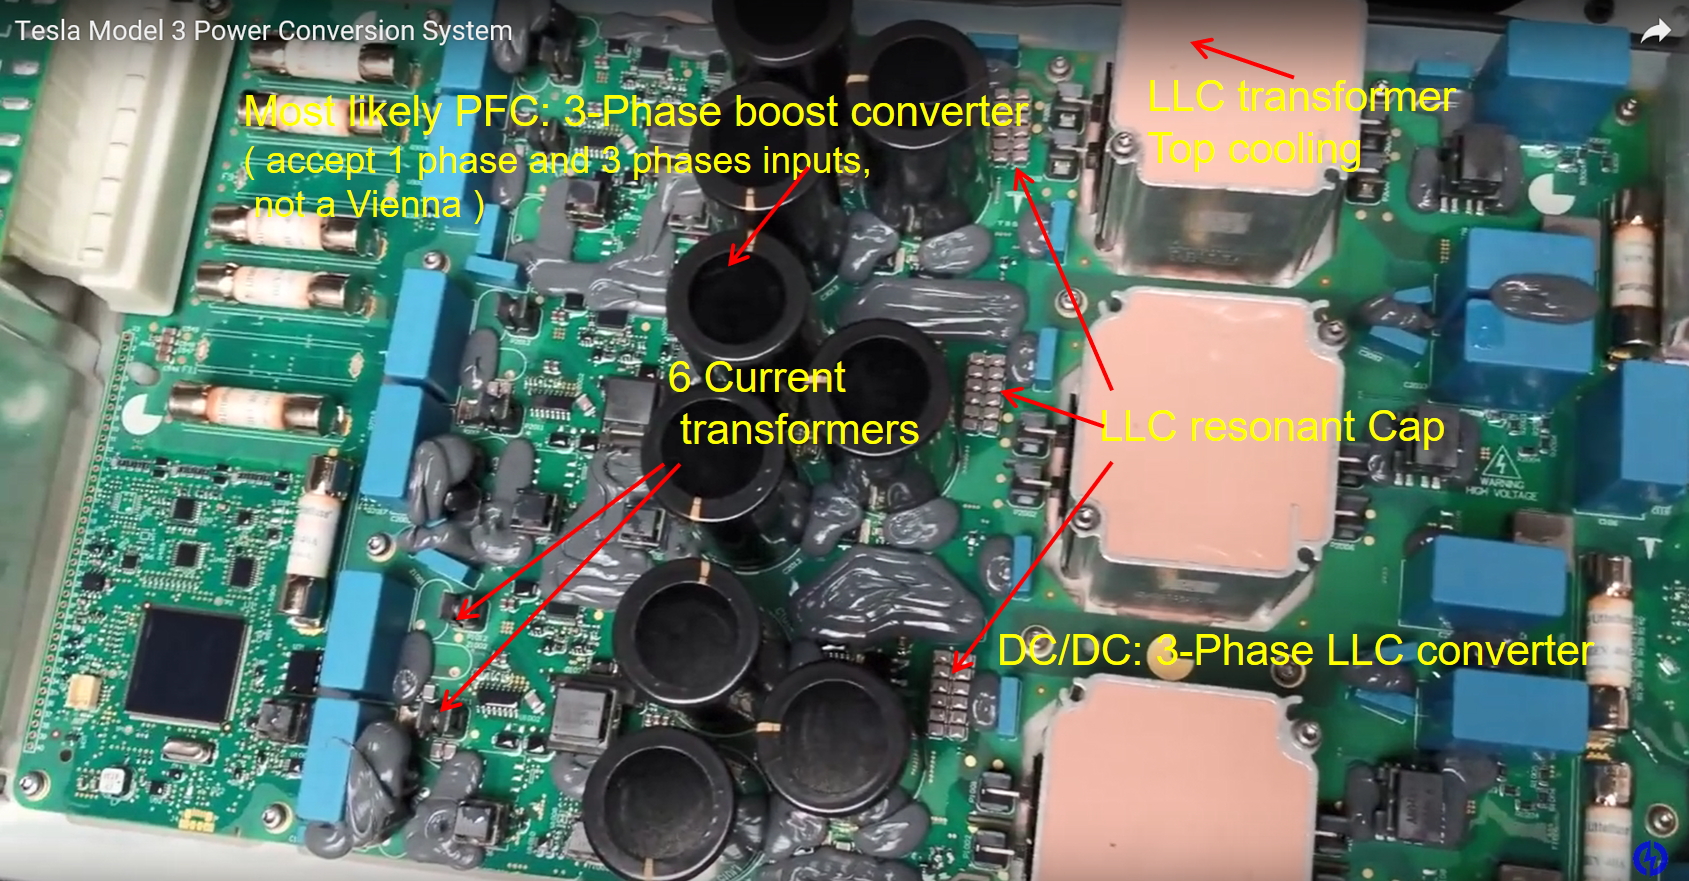 Tesla Model 3 Power Conversion System
Most likely PFC: 3-Phase boost converter
( accept 1 phase and 3 phases inputs,
not a Vienna )
LLC transformer
Top cooling
6 Current
transformers
LLC resonant Cap
WARNING
HIGH VOLTAGE
DC/DC: 3-Phase LLC converter